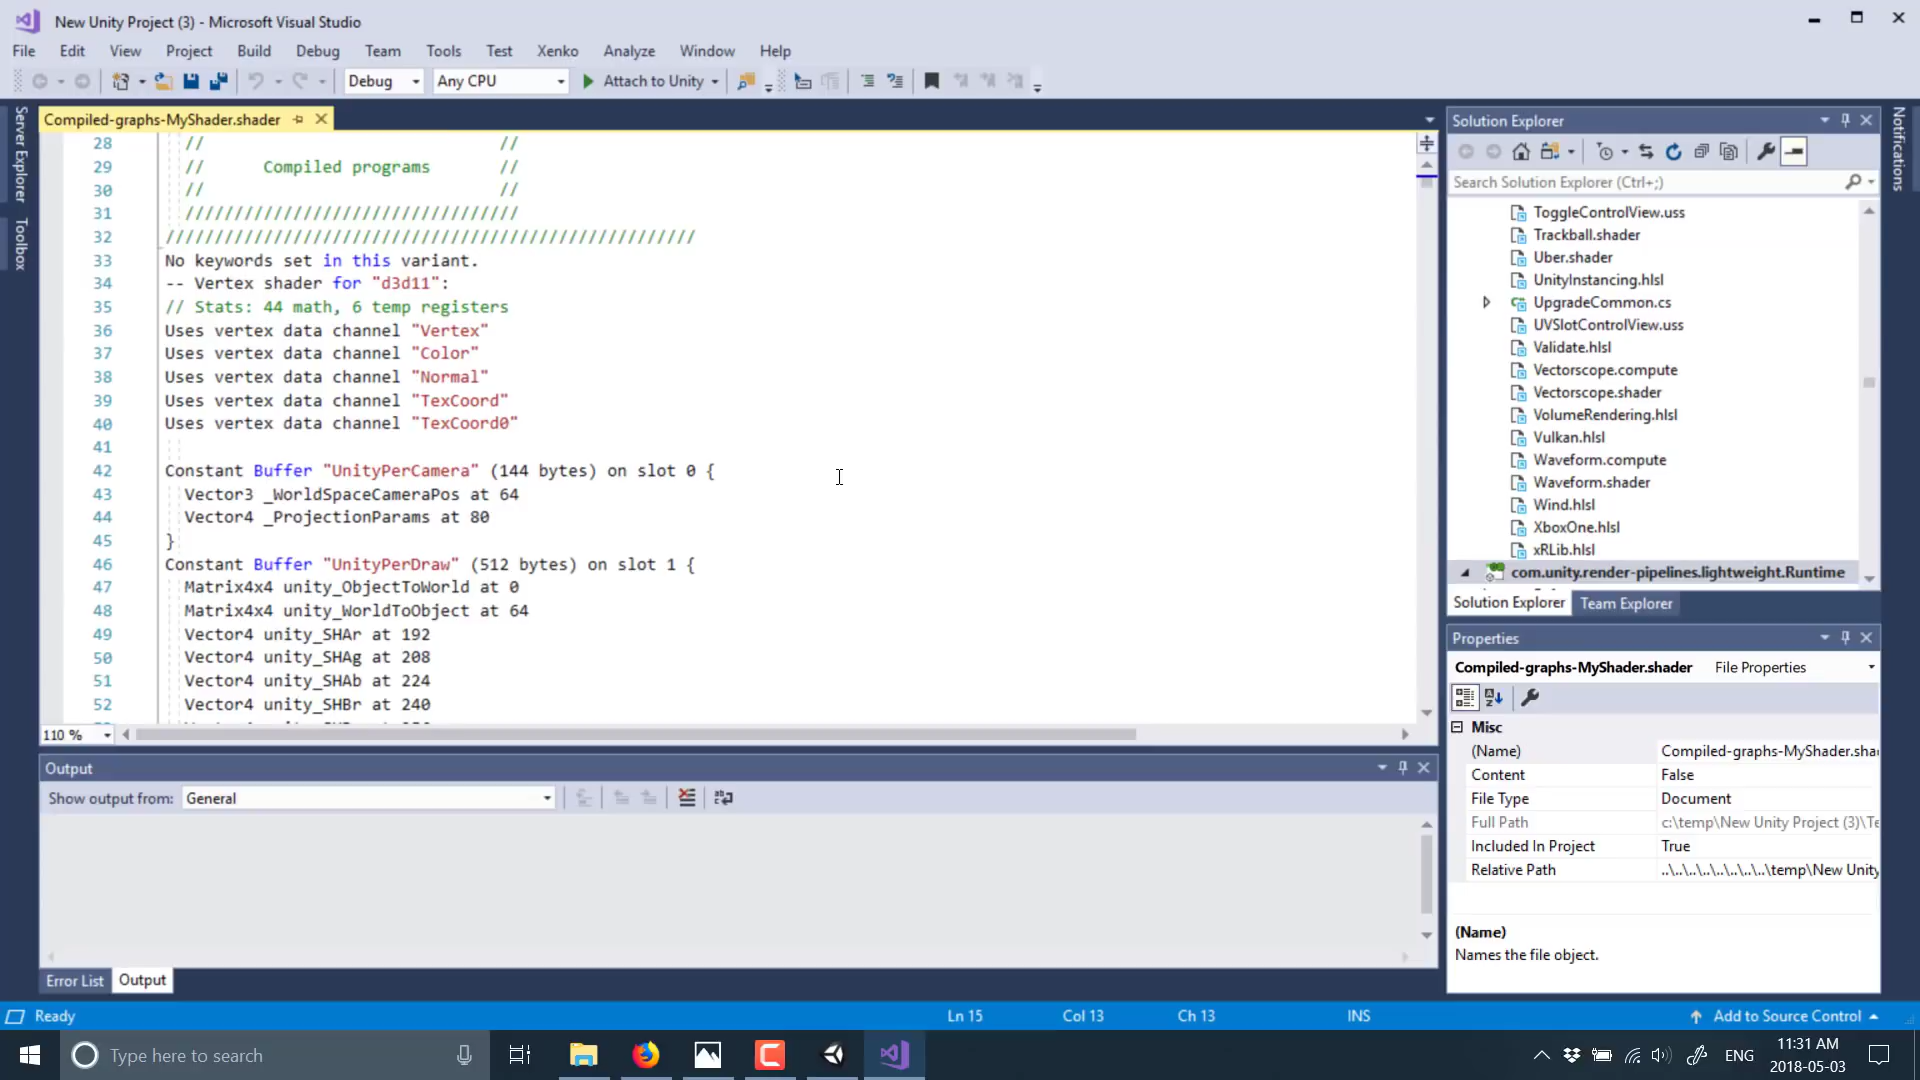 New Unity Project (3) - Microsoft Visual Studio
File Edit View Project Build Debug Team Tools Test Xenko Analyze Window Help
Debug Any CPU Attach to Unity
Server Explorer
Toolbox
Compiled-graphs-MyShader.shader
28 // //
29 // Compiled programs //
30 // //
31 //////////////////////////////////
32 //////////////////////////////////////////////////////
33 No keywords set in this variant.
34 -- Vertex shader for "d3d11":
35 // Stats: 44 math, 6 temp registers
36 Uses vertex data channel "Vertex"
37 Uses vertex data channel "Color"
38 Uses vertex data channel "Normal"
39 Uses vertex data channel "TexCoord"
40 Uses vertex data channel "TexCoord0"
41
42 Constant Buffer "UnityPerCamera" (144 bytes) on slot 0 {
43 Vector3 _WorldSpaceCameraPos at 64
44 Vector4 _ProjectionParams at 80
45 }
46 Constant Buffer "UnityPerDraw" (512 bytes) on slot 1 {
47 Matrix4x4 unity_ObjectToWorld at 0
48 Matrix4x4 unity_WorldToObject at 64
49 Vector4 unity_SHAr at 192
50 Vector4 unity_SHAg at 208
51 Vector4 unity_SHAb at 224
52 Vector4 unity_SHBr at 240
110 %
Output
Show output from: General
Error List Output
Solution Explorer
Search Solution Explorer (Ctrl+;)
ToggleControlView.uss
Trackball.shader
Uber.shader
UnityInstancing.hlsl
UpgradeCommon.cs
UVSlotControlView.uss
Validate.hlsl
Vectorscope.compute
Vectorscope.shader
VolumeRendering.hlsl
Vulkan.hlsl
Waveform.compute
Waveform.shader
Wind.hlsl
XboxOne.hlsl
xRLib.hlsl
com.unity.render-pipelines.lightweight.Runtime
Solution Explorer Team Explorer
Properties
Compiled-graphs-MyShader.shader File Properties
Misc
(Name) Compiled-graphs-MyShader.sha
Content False
File Type Document
Full Path c:\temp\New Unity Project (3)\Te
Included In Project True
Relative Path ..\..\..\..\..\..\..\temp\New Unity
(Name)
Names the file object.
Notifications
Ready Ln 15 Col 13 Ch 13 INS Add to Source Control
Type here to search
ENG
11:31 AM
2018-05-03